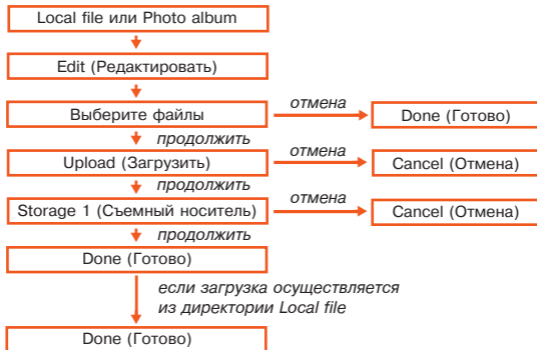 Local file или Photo album
Edit (Редактировать)
Выберите файлы
отмена
Done (Готово)
продолжить
Upload (Загрузить)
отмена
Cancel (Отмена)
продолжить
Storage 1 (Съемный носитель)
отмена
Cancel (Отмена)
продолжить
Done (Готово)
если загрузка осуществляется
из директории Local file
Done (Готово)